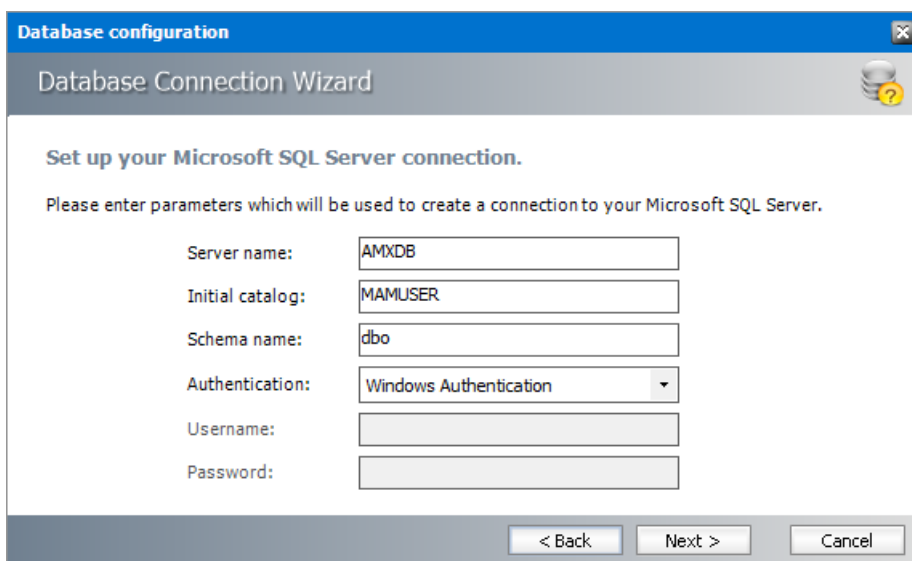 Database configuration
Database Connection Wizard
Set up your Microsoft SQL Server connection.
Please enter parameters which will be used to create a connection to your Microsoft SQL Server.
Server name: AMXDB
Initial catalog: MAMUSER
Schema name: dbo
Authentication: Windows Authentication
Username:
Password:
< Back Next > Cancel